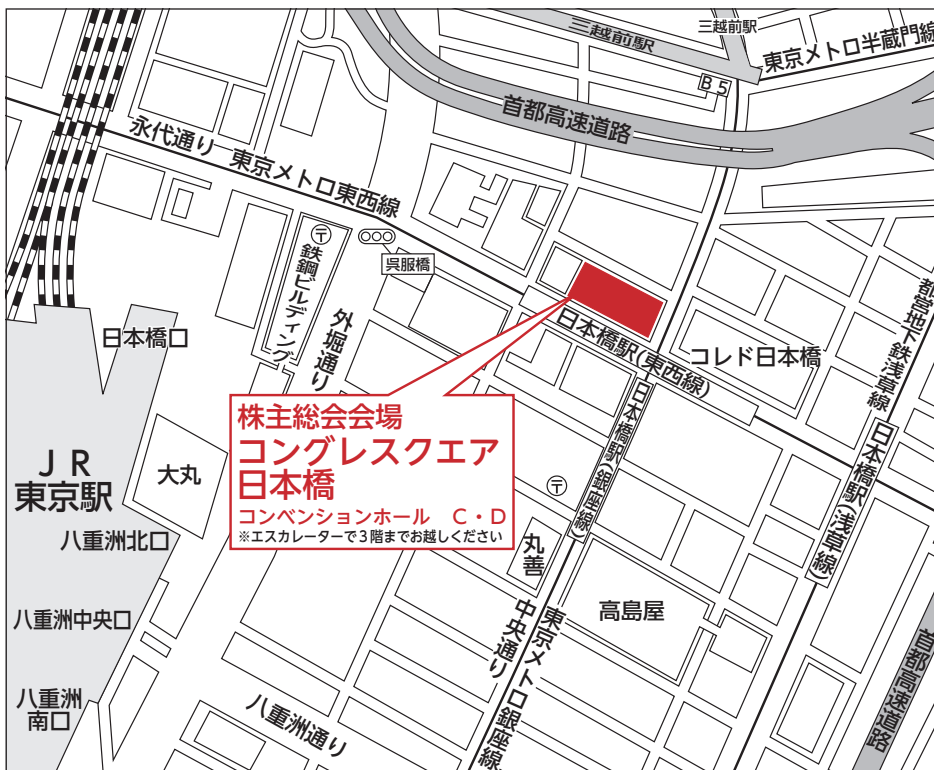 三越前駅
三越前駅
東京メトロ半蔵門線
B5
首都高速道路
永代通り
東京メトロ東西線
〒
呉服橋
鉄鋼ビルディング
外堀通り
日本橋口
日本橋駅(東西線)
コレド日本橋
都営地下鉄浅草線
株主総会会場
コングレスクエア
日本橋
コンベンションホール C・D
※エスカレーターで3階までお越しください
日本橋駅(銀座線)
日本橋駅(浅草線)
JR
東京駅
大丸
〒
八重洲北口
丸善
高島屋
八重洲中央口
中央通り
東京メトロ銀座線
首都高速道路
八重洲
南口
八重洲通り